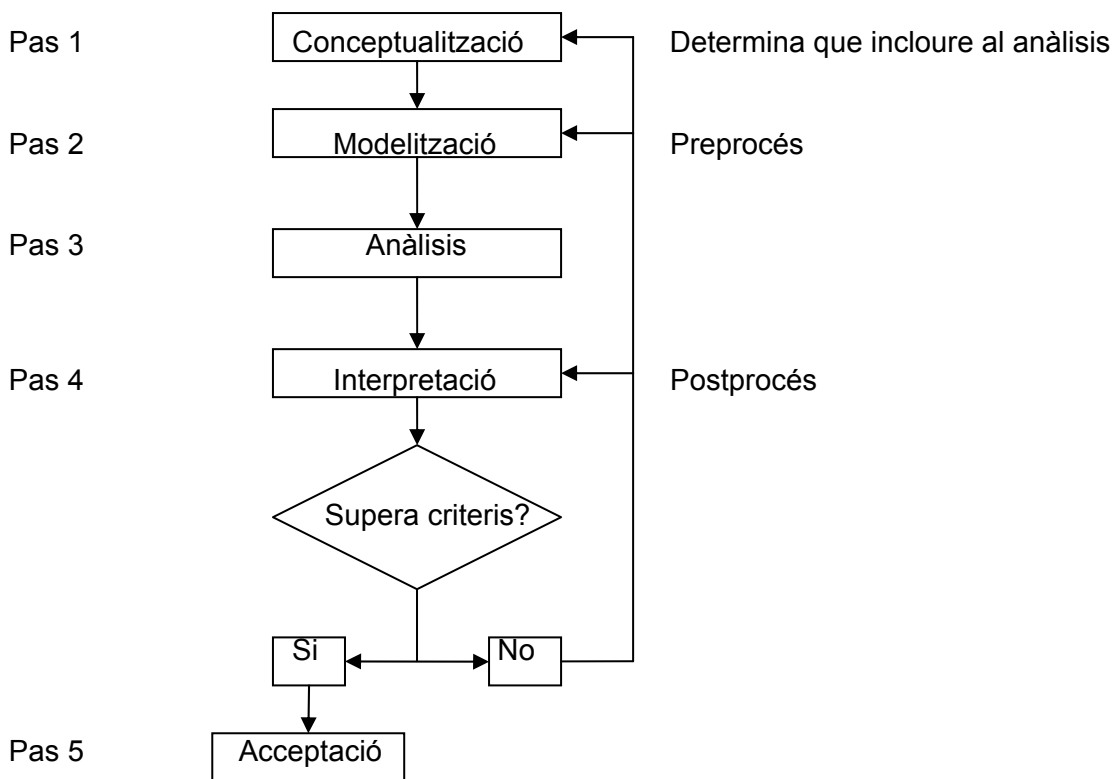 Pas 1 Conceptualització Determina que incloure al anàlisis
Pas 2 Modelització Preprocés
Pas 3 Anàlisis
Pas 4 Interpretació Postprocés
Supera criteris?
Si No
Pas 5 Acceptació